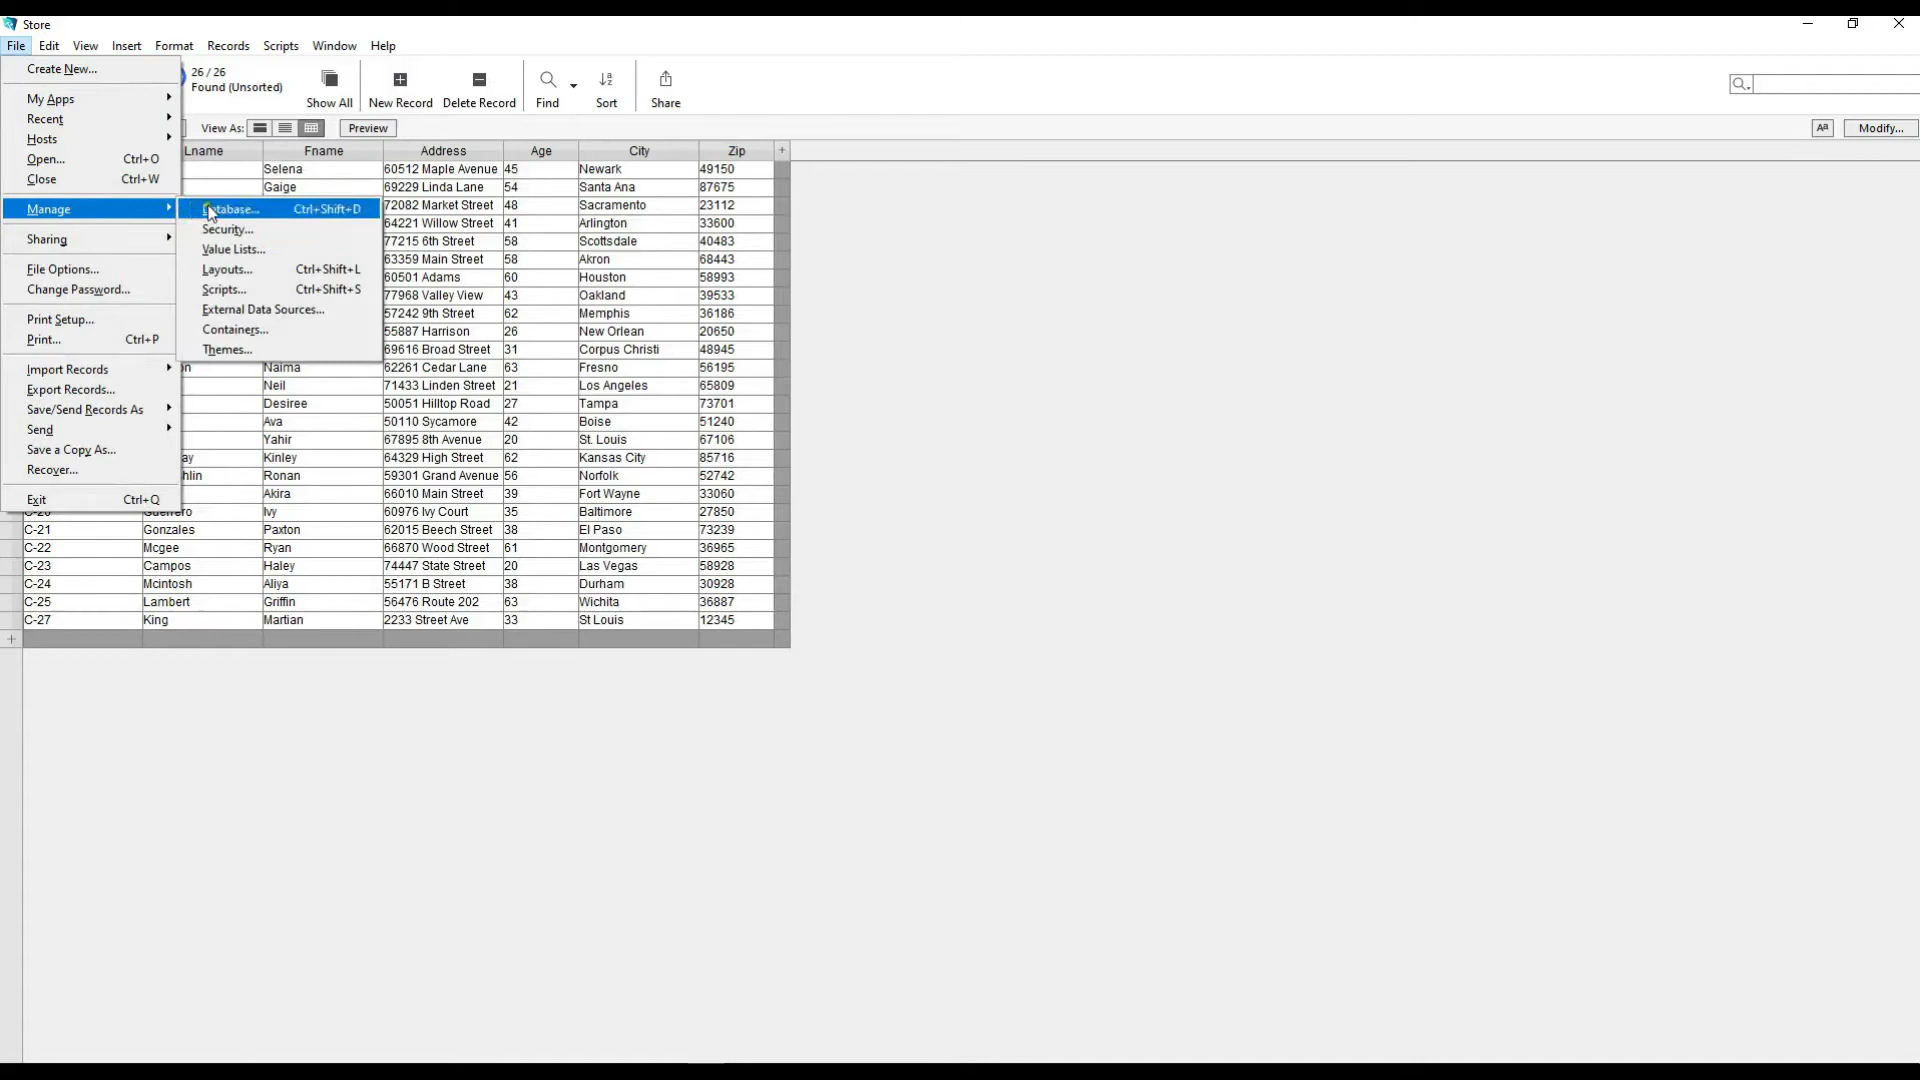 Store
File Edit View Insert Format Records Scripts Window Help
Create New...
My Apps
Recent
Hosts
Open... Ctrl+O
Close Ctrl+W
Manage
Sharing
File Options...
Change Password...
Print Setup...
Print... Ctrl+P
Import Records
Export Records...
Save/Send Records As
Send
Save a Copy As...
Recover...
Exit Ctrl+Q
Ctrl+Shift+D
Security...
Value Lists...
Layouts... Ctrl+Shift+L
Scripts... Ctrl+Shift+S
External Data Sources...
Containers...
Themes...
26 / 26
Found (Unsorted)
Show All New Record Delete Record Find Sort Share
View As: Preview Aa Modify...
Lname Fname Address Age City Zip +
Selena 60512 Maple Avenue 45 Newark 49150
Gaige 69229 Linda Lane 54 Santa Ana 87675
72082 Market Street 48 Sacramento 23112
64221 Willow Street 41 Arlington 33600
77215 6th Street 58 Scottsdale 40483
63359 Main Street 58 Akron 68443
60501 Adams 60 Houston 58993
77968 Valley View 43 Oakland 39533
57242 9th Street 62 Memphis 36186
55887 Harrison 26 New Orlean 20650
69616 Broad Street 31 Corpus Christi 48945
Naima 62261 Cedar Lane 63 Fresno 56195
Neil 71433 Linden Street 21 Los Angeles 65809
Desiree 50051 Hilltop Road 27 Tampa 73701
Ava 50110 Sycamore 42 Boise 51240
Yahir 67895 8th Avenue 20 St. Louis 67106
Kinley 64329 High Street 62 Kansas City 85716
Ronan 59301 Grand Avenue 56 Norfolk 52742
Akira 66010 Main Street 39 Fort Wayne 33060
C-20 Guerrero Ivy 60976 Ivy Court 35 Baltimore 27850
C-21 Gonzales Paxton 62015 Beech Street 38 El Paso 73239
C-22 Mcgee Ryan 66870 Wood Street 61 Montgomery 36965
C-23 Campos Haley 74447 State Street 20 Las Vegas 58928
C-24 Mcintosh Aliya 55171 B Street 38 Durham 30928
C-25 Lambert Griffin 56476 Route 202 63 Wichita 36887
C-27 King Martian 2233 Street Ave 33 St Louis 12345
+